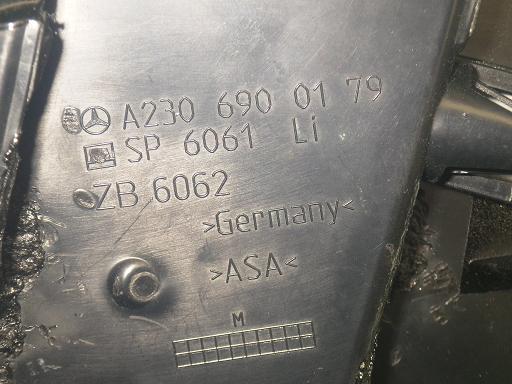 A230 690 01 79
SP 6061 Li
ZB 6062
>Germany<
>ASA<
M